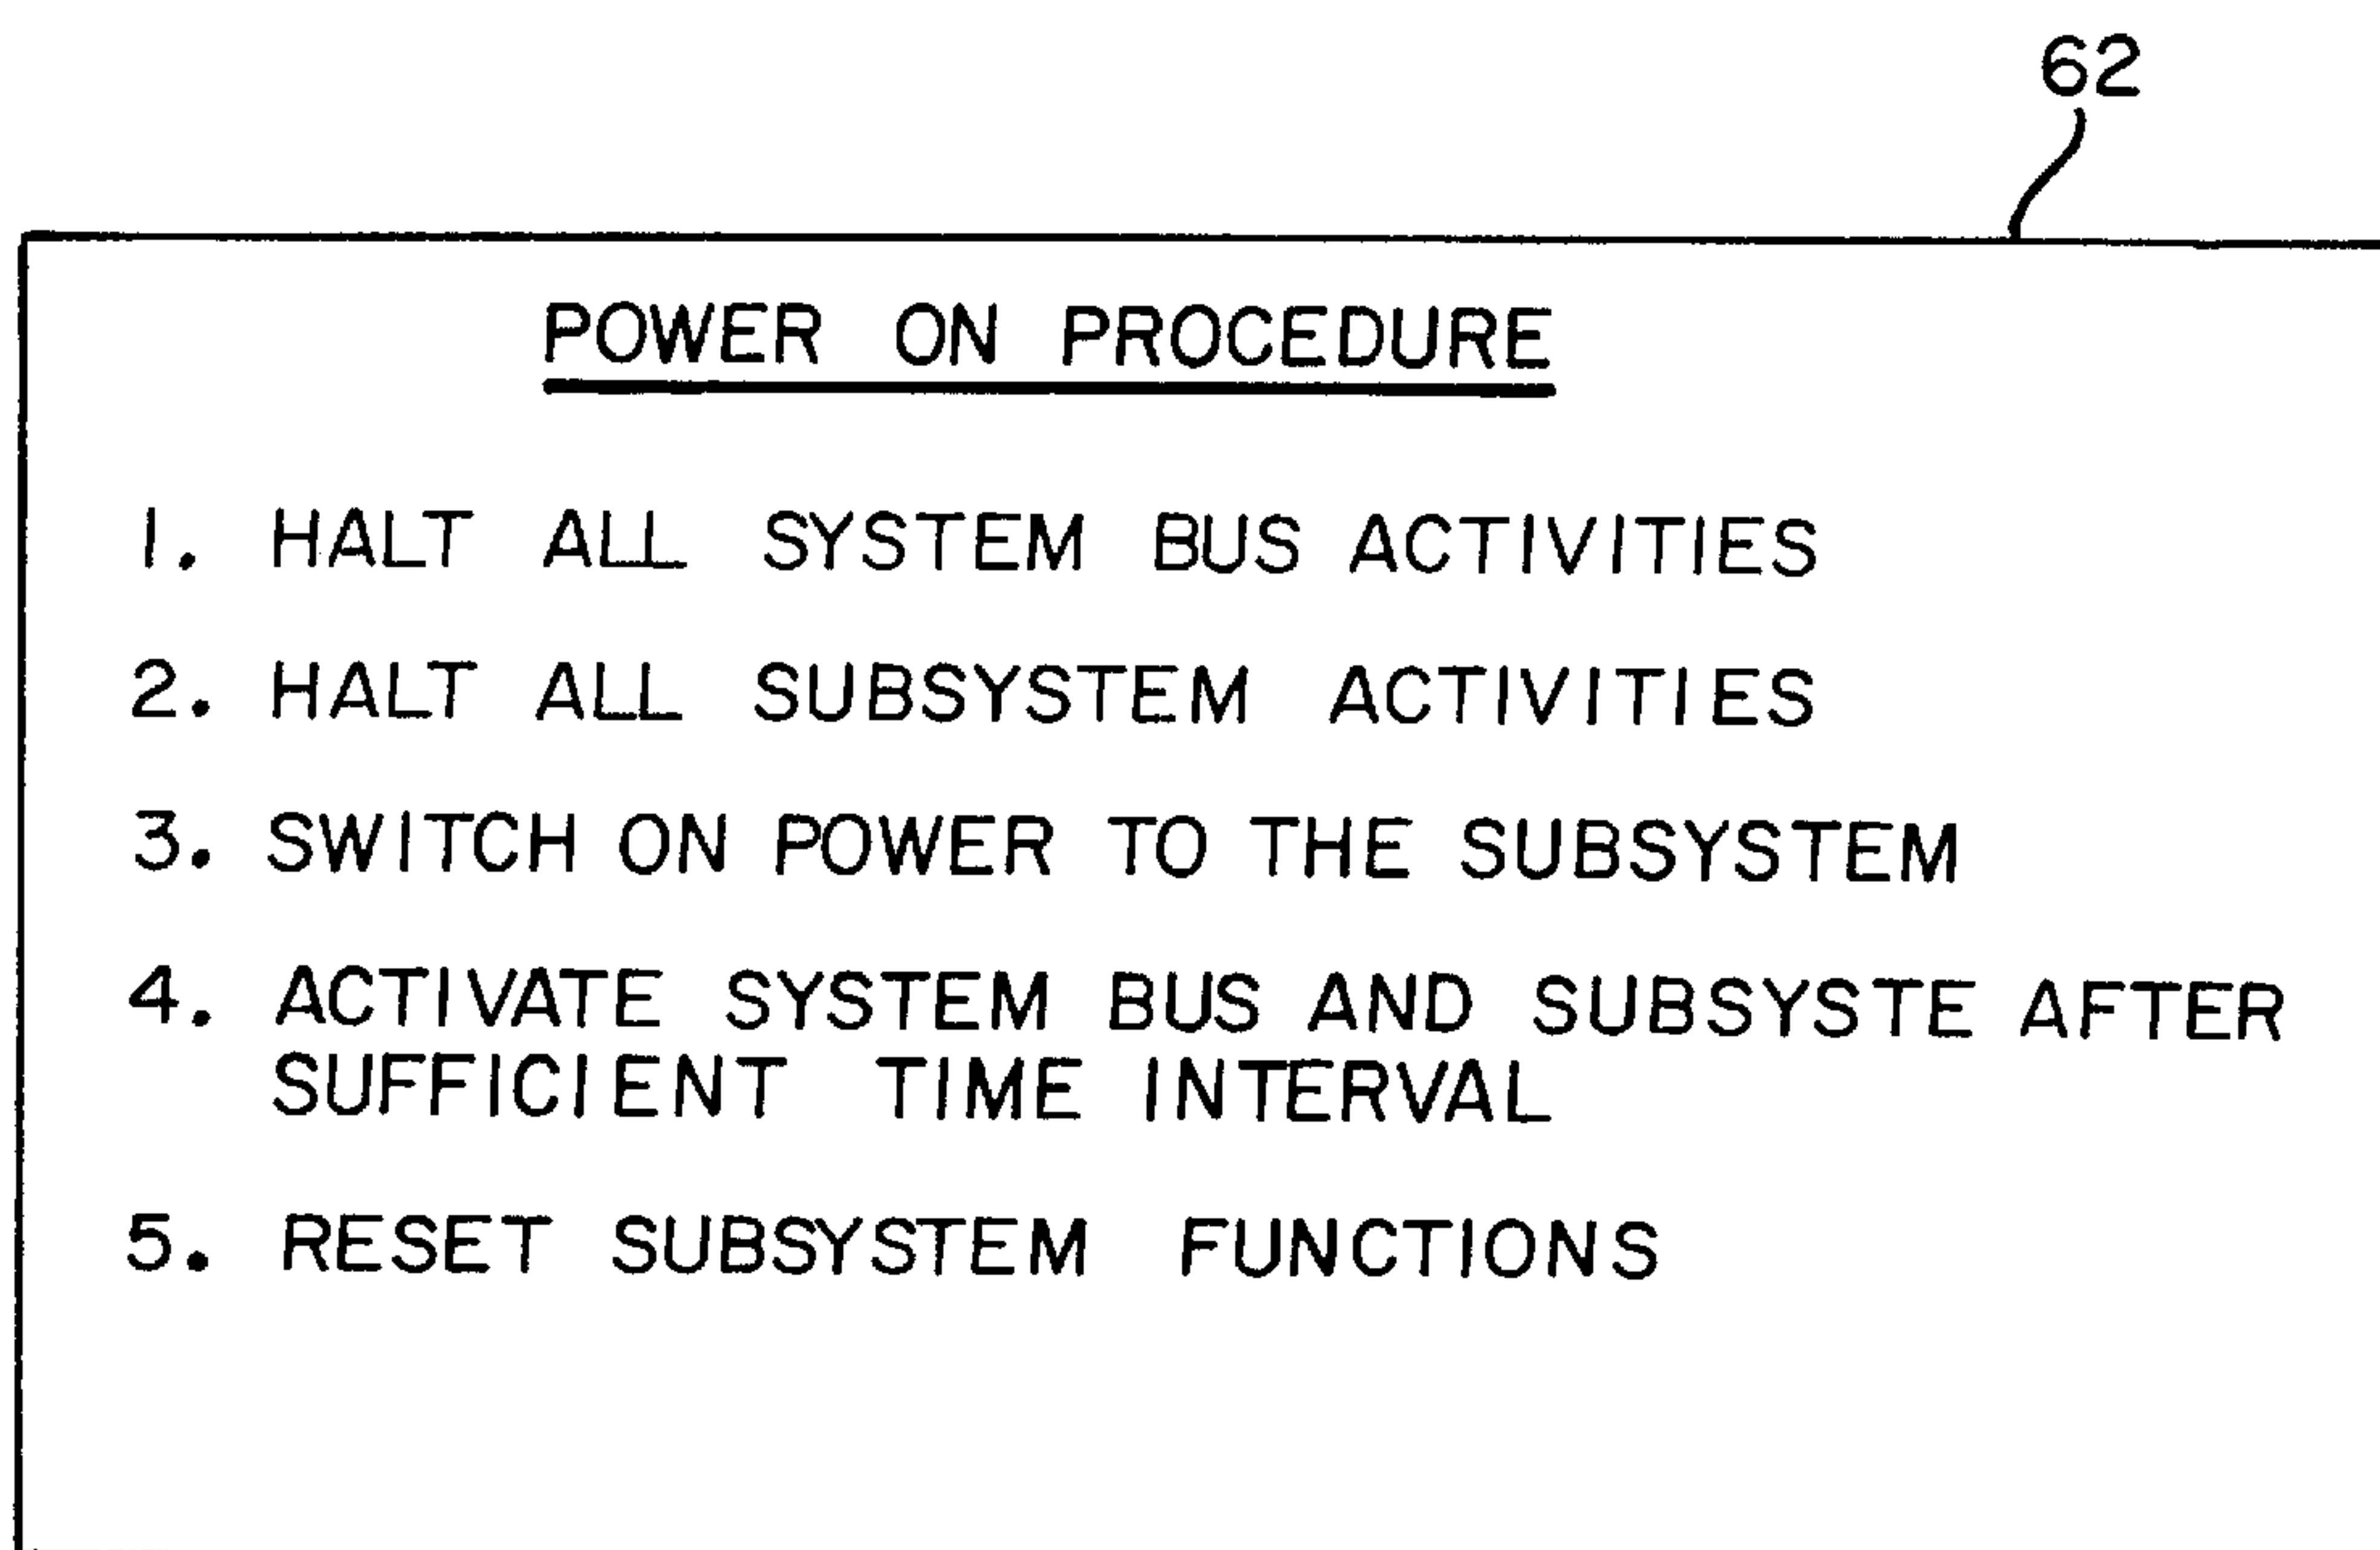 62
POWER ON PROCEDURE
1. HALT ALL SYSTEM BUS ACTIVITIES
2. HALT ALL SUBSYSTEM ACTIVITIES
3. SWITCH ON POWER TO THE SUBSYSTEM
4. ACTIVATE SYSTEM BUS AND SUBSYSTE AFTER
SUFFICIENT TIME INTERVAL
5. RESET SUBSYSTEM FUNCTIONS